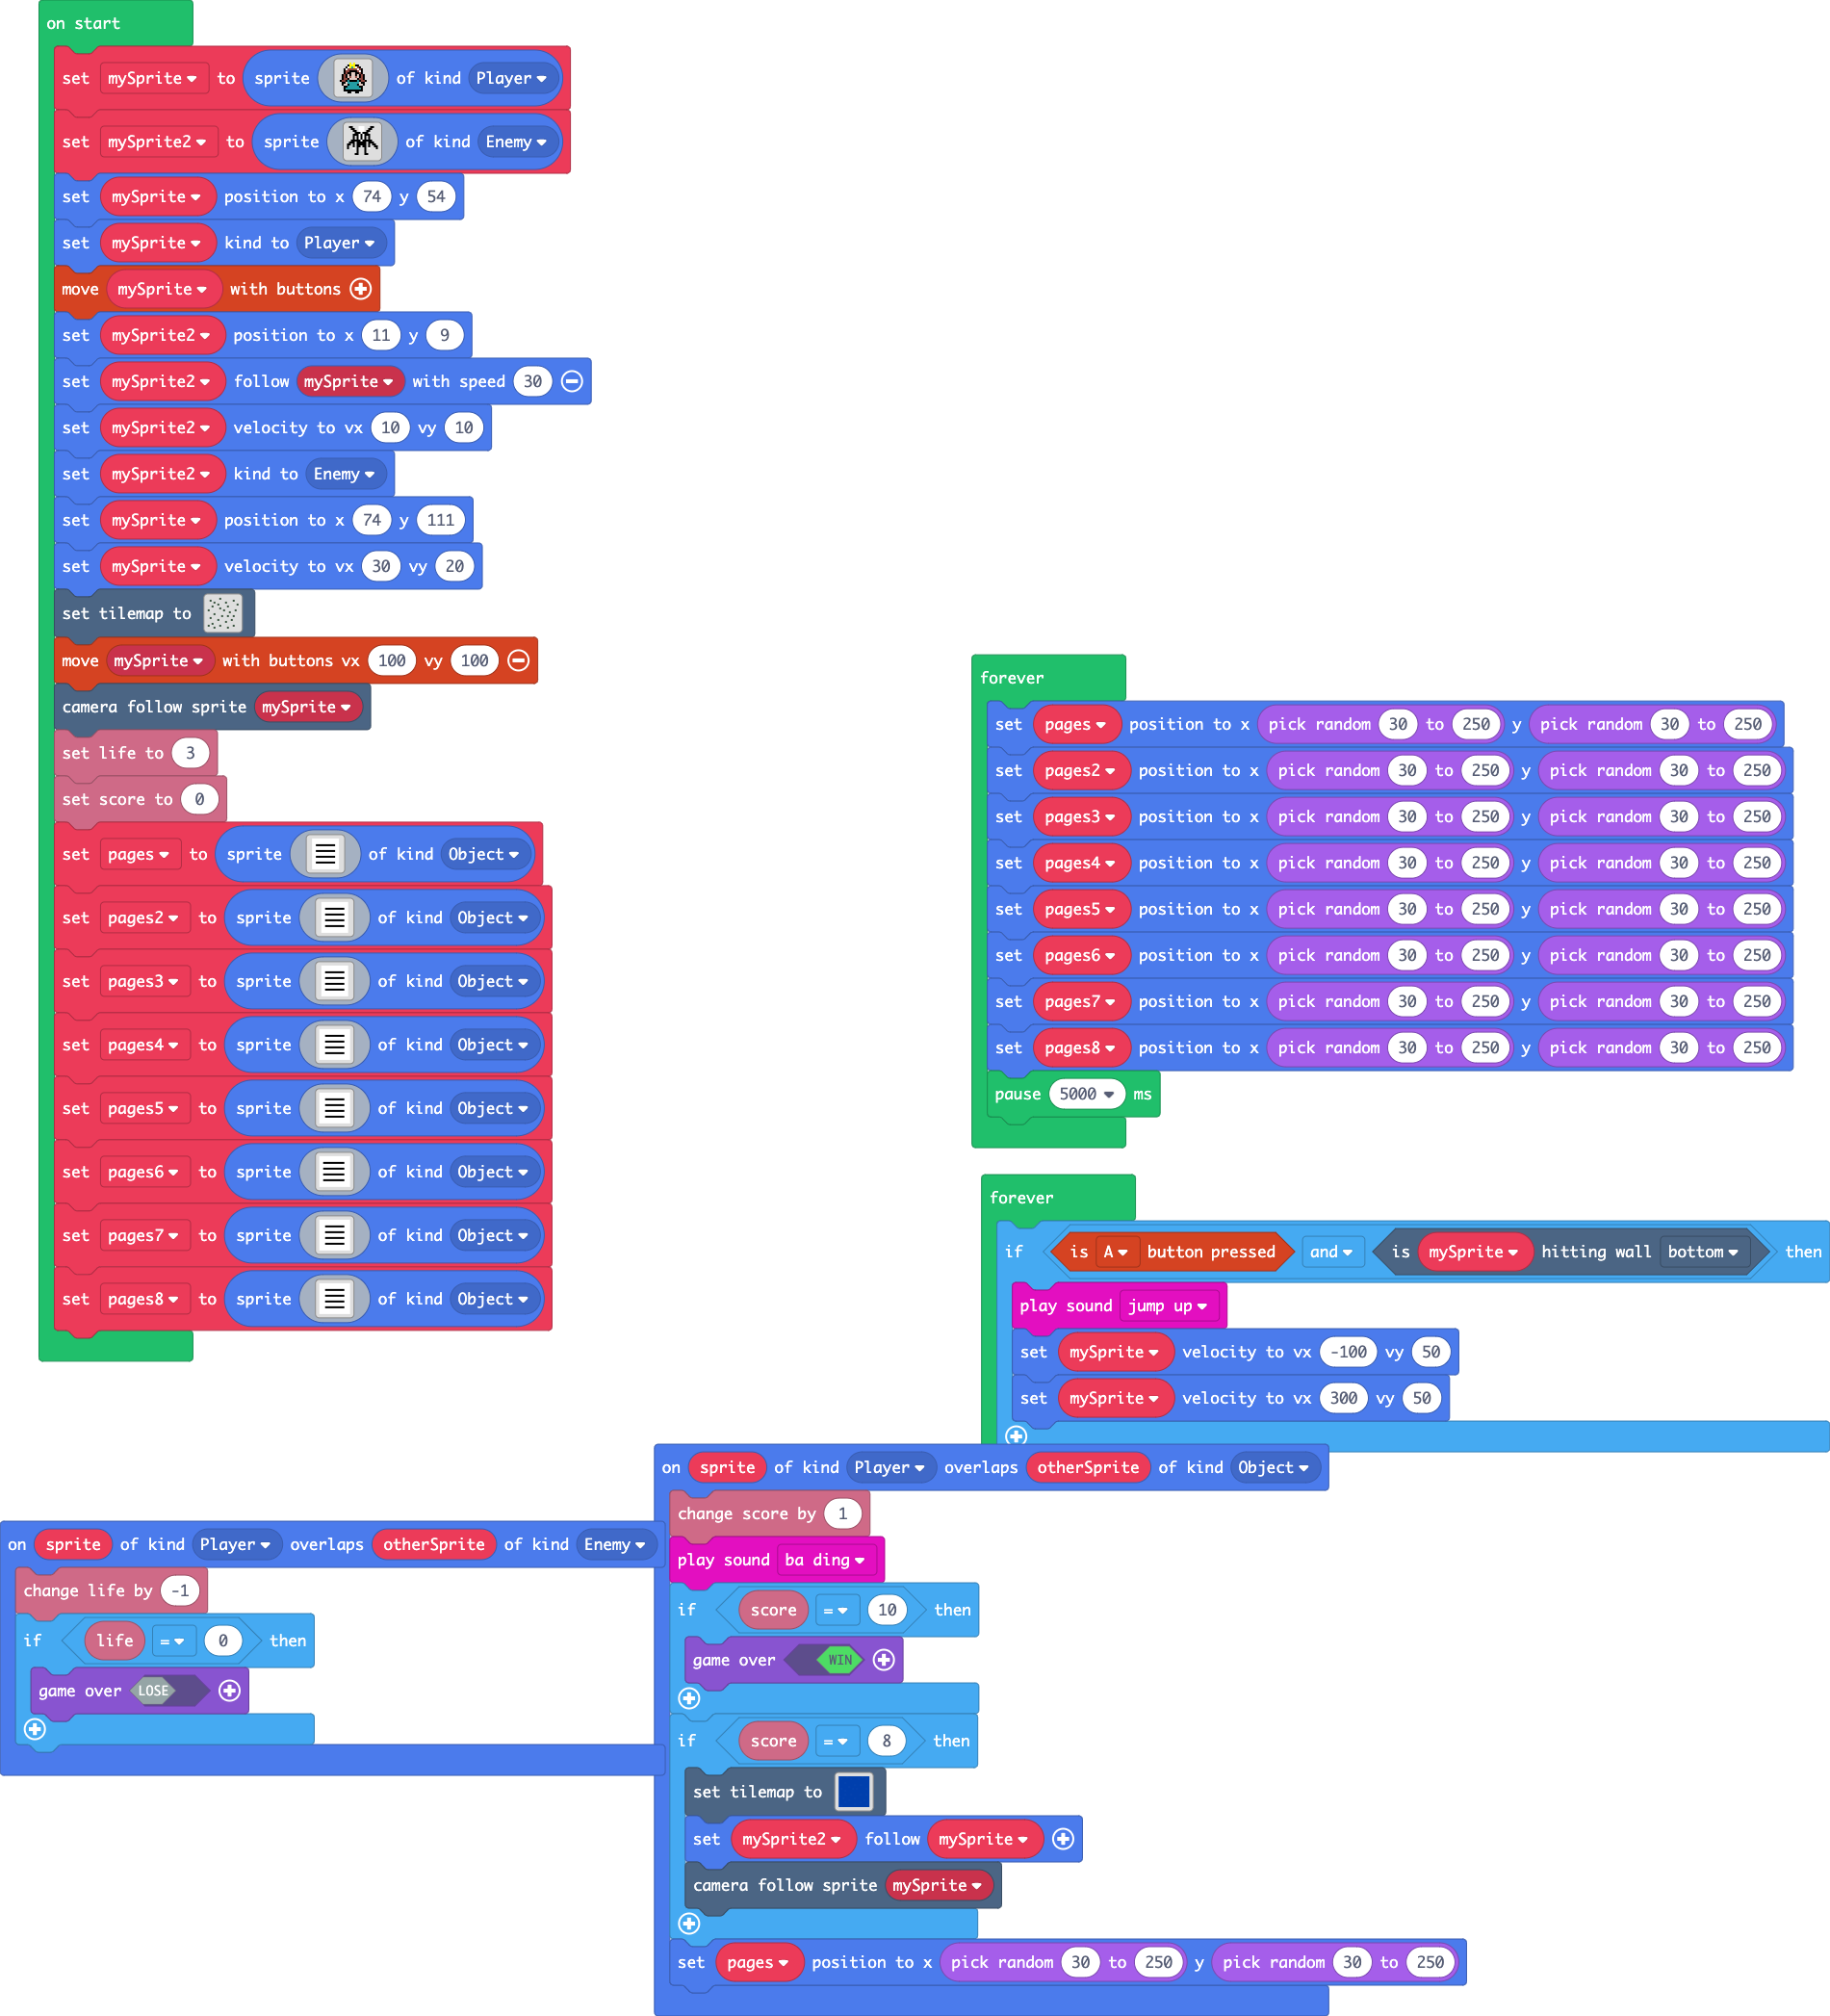 on start
set mySprite to sprite of kind Player
set mySprite2 to sprite of kind Enemy
set mySprite position to x 74 y 54
set mySprite kind to Player
move mySprite with buttons
set mySprite2 position to x 11 y 9
set mySprite2 follow mySprite with speed 30
set mySprite2 velocity to vx 10 vy 10
set mySprite2 kind to Enemy
set mySprite position to x 74 y 111
set mySprite velocity to vx 30 vy 20
set tilemap to
move mySprite with buttons vx 100 vy 100
camera follow sprite mySprite
set life to 3
set score to 0
set pages to sprite of kind Object
set pages2 to sprite of kind Object
set pages3 to sprite of kind Object
set pages4 to sprite of kind Object
set pages5 to sprite of kind Object
set pages6 to sprite of kind Object
set pages7 to sprite of kind Object
set pages8 to sprite of kind Object
forever
set pages position to x pick random 30 to 250 y pick random 30 to 250
set pages2 position to x pick random 30 to 250 y pick random 30 to 250
set pages3 position to x pick random 30 to 250 y pick random 30 to 250
set pages4 position to x pick random 30 to 250 y pick random 30 to 250
set pages5 position to x pick random 30 to 250 y pick random 30 to 250
set pages6 position to x pick random 30 to 250 y pick random 30 to 250
set pages7 position to x pick random 30 to 250 y pick random 30 to 250
set pages8 position to x pick random 30 to 250 y pick random 30 to 250
pause 5000 ms
forever
if is A button pressed and is mySprite hitting wall bottom then
play sound jump up
set mySprite velocity to vx -100 vy 50
set mySprite velocity to vx 300 vy 50
on sprite of kind Player overlaps otherSprite of kind Object
change score by 1
play sound ba ding
if score = 10 then
game over WIN
if score = 8 then
set tilemap to
set mySprite2 follow mySprite
camera follow sprite mySprite
set pages position to x pick random 30 to 250 y pick random 30 to 250
on sprite of kind Player overlaps otherSprite of kind Enemy
change life by -1
if life = 0 then
game over LOSE